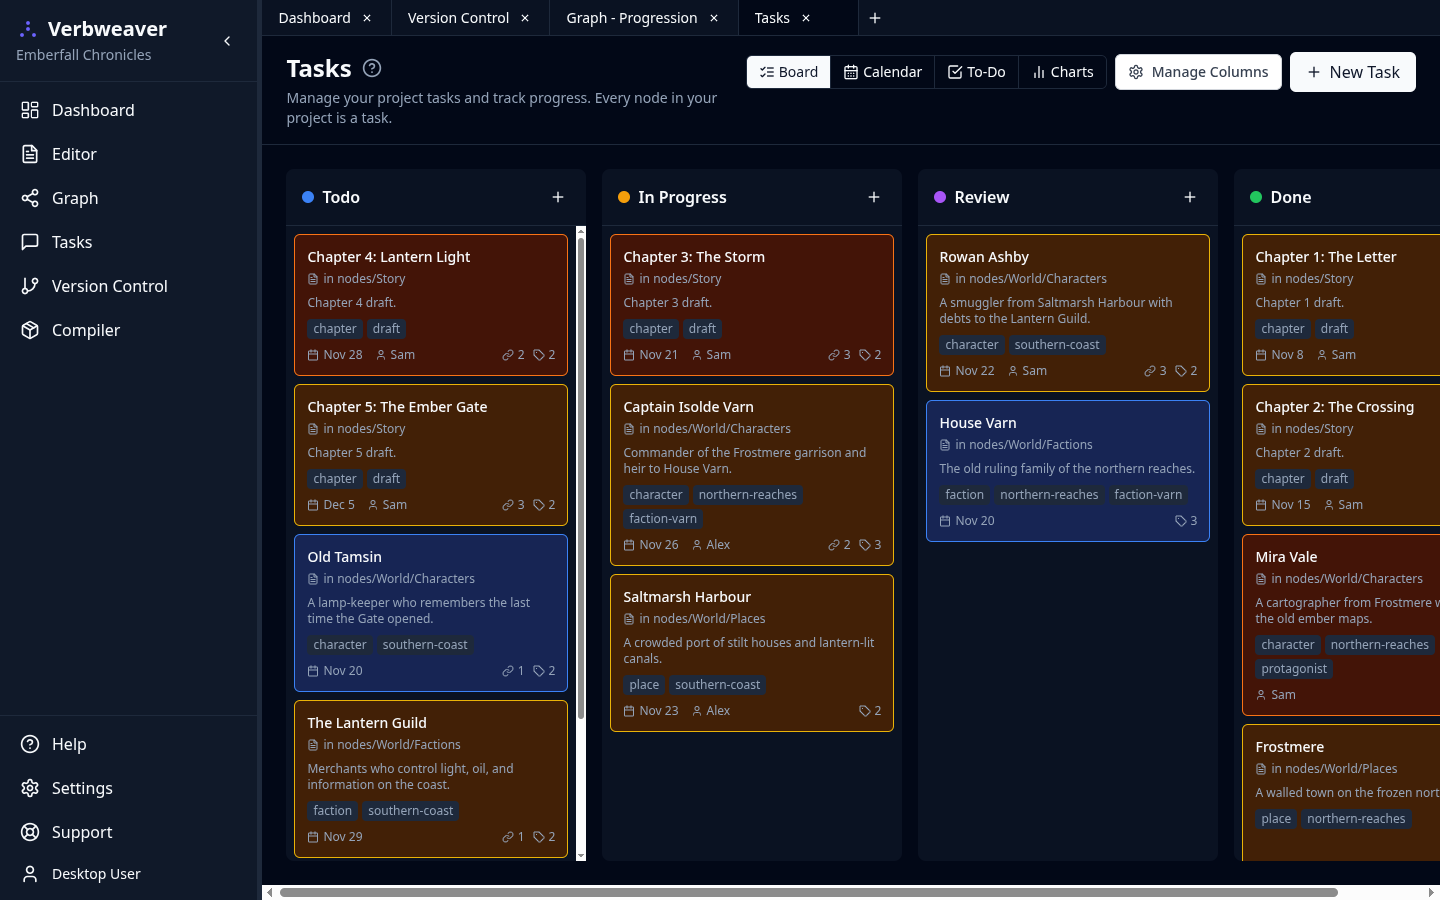 Verbweaver
Emberfall Chronicles
Dashboard
Editor
Graph
Tasks
Version Control
Compiler
Help
Settings
Support
Desktop User
Dashboard
Version Control
Graph - Progression
Tasks
Tasks
Manage your project tasks and track progress. Every node in your
project is a task.
Board
Calendar
To-Do
Charts
Manage Columns
New Task
Todo
Chapter 4: Lantern Light
in nodes/Story
Chapter 4 draft.
chapter draft
Nov 28 Sam 2 2
Chapter 5: The Ember Gate
in nodes/Story
Chapter 5 draft.
chapter draft
Dec 5 Sam 3 2
Old Tamsin
in nodes/World/Characters
A lamp-keeper who remembers the last
time the Gate opened.
character southern-coast
Nov 20 1 2
The Lantern Guild
in nodes/World/Factions
Merchants who control light, oil, and
information on the coast.
faction southern-coast
Nov 29 1 2
In Progress
Chapter 3: The Storm
in nodes/Story
Chapter 3 draft.
chapter draft
Nov 21 Sam 3 2
Captain Isolde Varn
in nodes/World/Characters
Commander of the Frostmere garrison and
heir to House Varn.
character northern-reaches
faction-varn
Nov 26 Alex 2 3
Saltmarsh Harbour
in nodes/World/Places
A crowded port of stilt houses and lantern-lit
canals.
place southern-coast
Nov 23 Alex 2
Review
Rowan Ashby
in nodes/World/Characters
A smuggler from Saltmarsh Harbour with
debts to the Lantern Guild.
character southern-coast
Nov 22 Sam 3 2
House Varn
in nodes/World/Factions
The old ruling family of the northern reaches.
faction northern-reaches faction-varn
Nov 20 3
Done
Chapter 1: The Letter
in nodes/Story
Chapter 1 draft.
chapter draft
Nov 8 Sam
Chapter 2: The Crossing
in nodes/Story
Chapter 2 draft.
chapter draft
Nov 15 Sam
Mira Vale
in nodes/World/Characters
A cartographer from Frostmere
the old ember maps.
character northern-reaches
protagonist
Sam
Frostmere
in nodes/World/Places
A walled town on the frozen
place northern-reaches